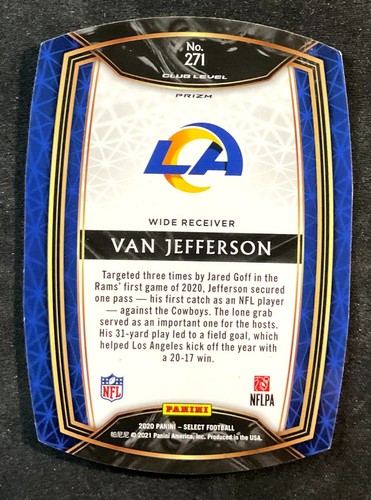 No.
271
CLUB LEVEL
PRIZM
LA
WIDE RECEIVER
VAN JEFFERSON
Targeted three times by Jared Goff in the
Rams' first game of 2020, Jefferson secured
one pass — his first catch as an NFL player
— against the Cowboys. The lone grab
served as an important one for the hosts.
His 31-yard play led to a field goal, which
helped Los Angeles kick off the year with
a 20-17 win.
NFL
PANINI
NFLPA
2020 PANINI – SELECT FOOTBALL
帕尼尼 © 2021 Panini America, Inc. Produced in the USA.